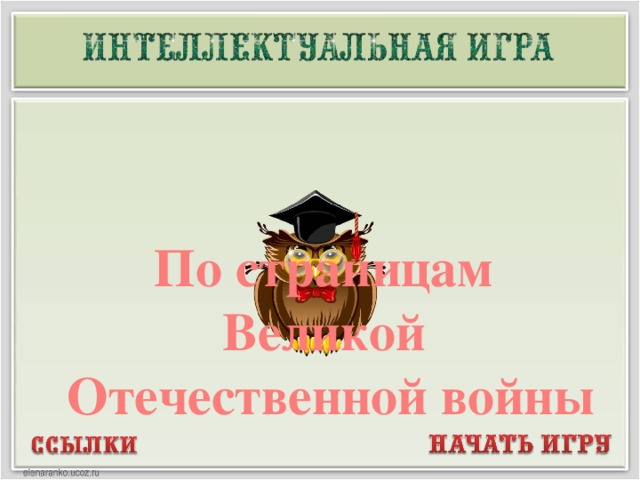 ИНТЕЛЛЕКТУАЛЬНАЯ ИГРА
По страницам
Великой
Отечественной войны
ССЫЛКИ
НАЧАТЬ ИГРУ
elenaranko.ucoz.ru